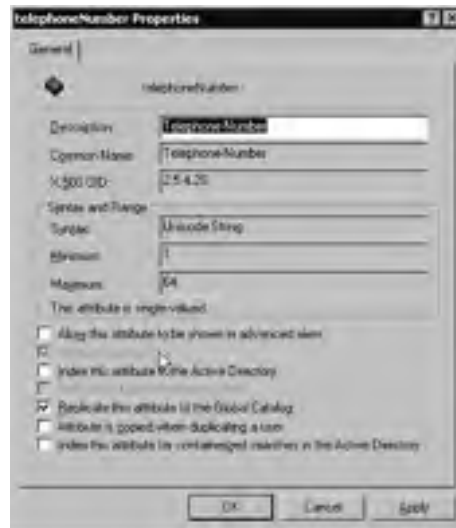 telephoneNumber Properties
General
telephoneNumber
Description: Telephone-Number
Common Name: Telephone-Number
X.500 OID: 2.5.4.20
Syntax and Range
Syntax: Unicode String
Minimum: 1
Maximum: 64
This attribute is single-valued.
Allow this attribute to be shown in advanced view
Index this attribute in the Active Directory
Replicate this attribute to the Global Catalog
Attribute is copied when duplicating a user
Index this attribute for containerized searches in the Active Directory
OK Cancel Apply